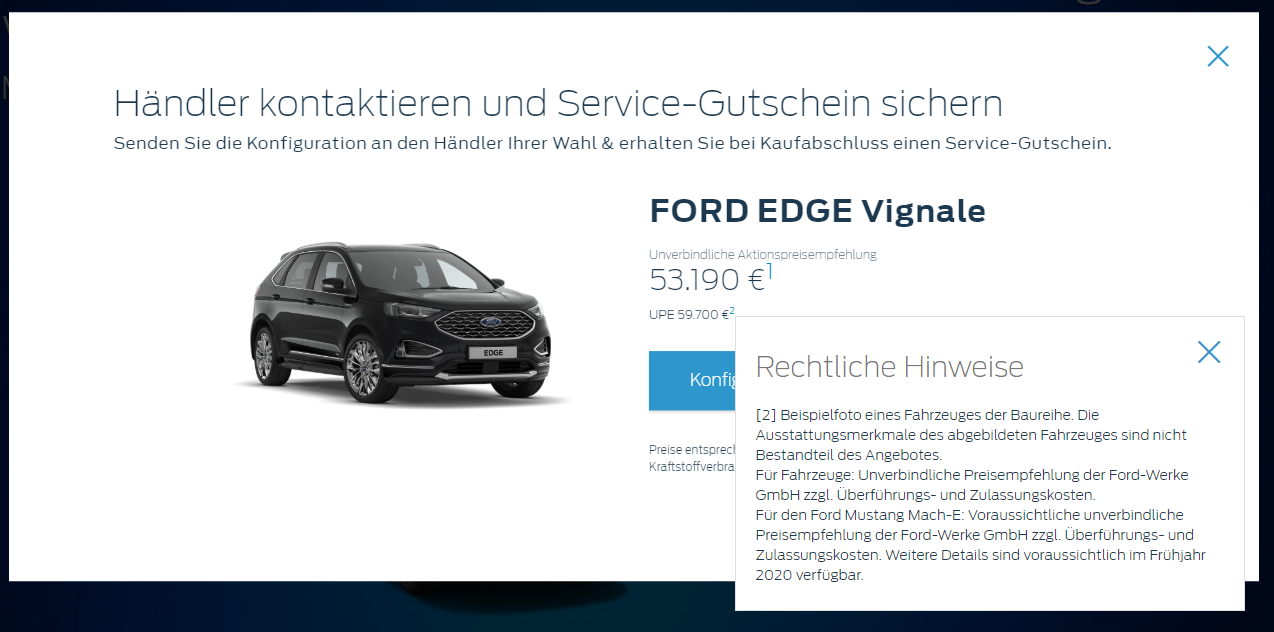 Händler kontaktieren und Service-Gutschein sichern
Senden Sie die Konfiguration an den Händler Ihrer Wahl & erhalten Sie bei Kaufabschluss einen Service-Gutschein.
FORD EDGE Vignale
Unverbindliche Aktionspreisempfehlung
53.190 €1
UPE 59.700 €2
EDGE
Preise
Rechtliche Hinweise
[2] Beispielfoto eines Fahrzeuges der Baureihe. Die
Ausstattungsmerkmale des abgebildeten Fahrzeuges sind nicht
Bestandteil des Angebotes.
Für Fahrzeuge: Unverbindliche Preisempfehlung der Ford-Werke
GmbH zzgl. Überführungs- und Zulassungskosten.
Für den Ford Mustang Mach-E: Voraussichtliche unverbindliche
Preisempfehlung der Ford-Werke GmbH zzgl. Überführungs- und
Zulassungskosten. Weitere Details sind voraussichtlich im Frühjahr
2020 verfügbar.